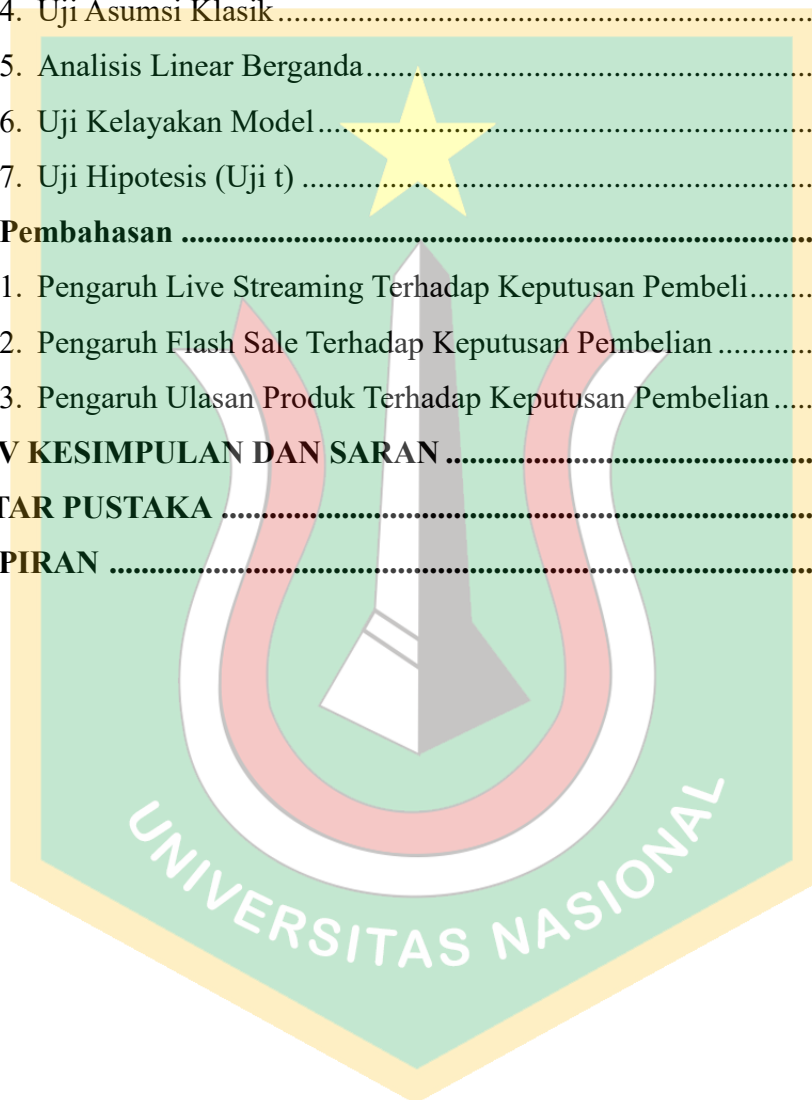 4. Uji Asumsi Klasik........................................................
5. Analisis Linear Berganda........................................................
6. Uji Kelayakan Model........................................................
7. Uji Hipotesis (Uji t) ........................................................
Pembahasan ........................................................
1. Pengaruh Live Streaming Terhadap Keputusan Pembeli.......
2. Pengaruh Flash Sale Terhadap Keputusan Pembelian ...........
3. Pengaruh Ulasan Produk Terhadap Keputusan Pembelian.....
V KESIMPULAN DAN SARAN ........................................................
TAR PUSTAKA ........................................................
PIRAN ........................................................
UNIVERSITAS NASIONAL